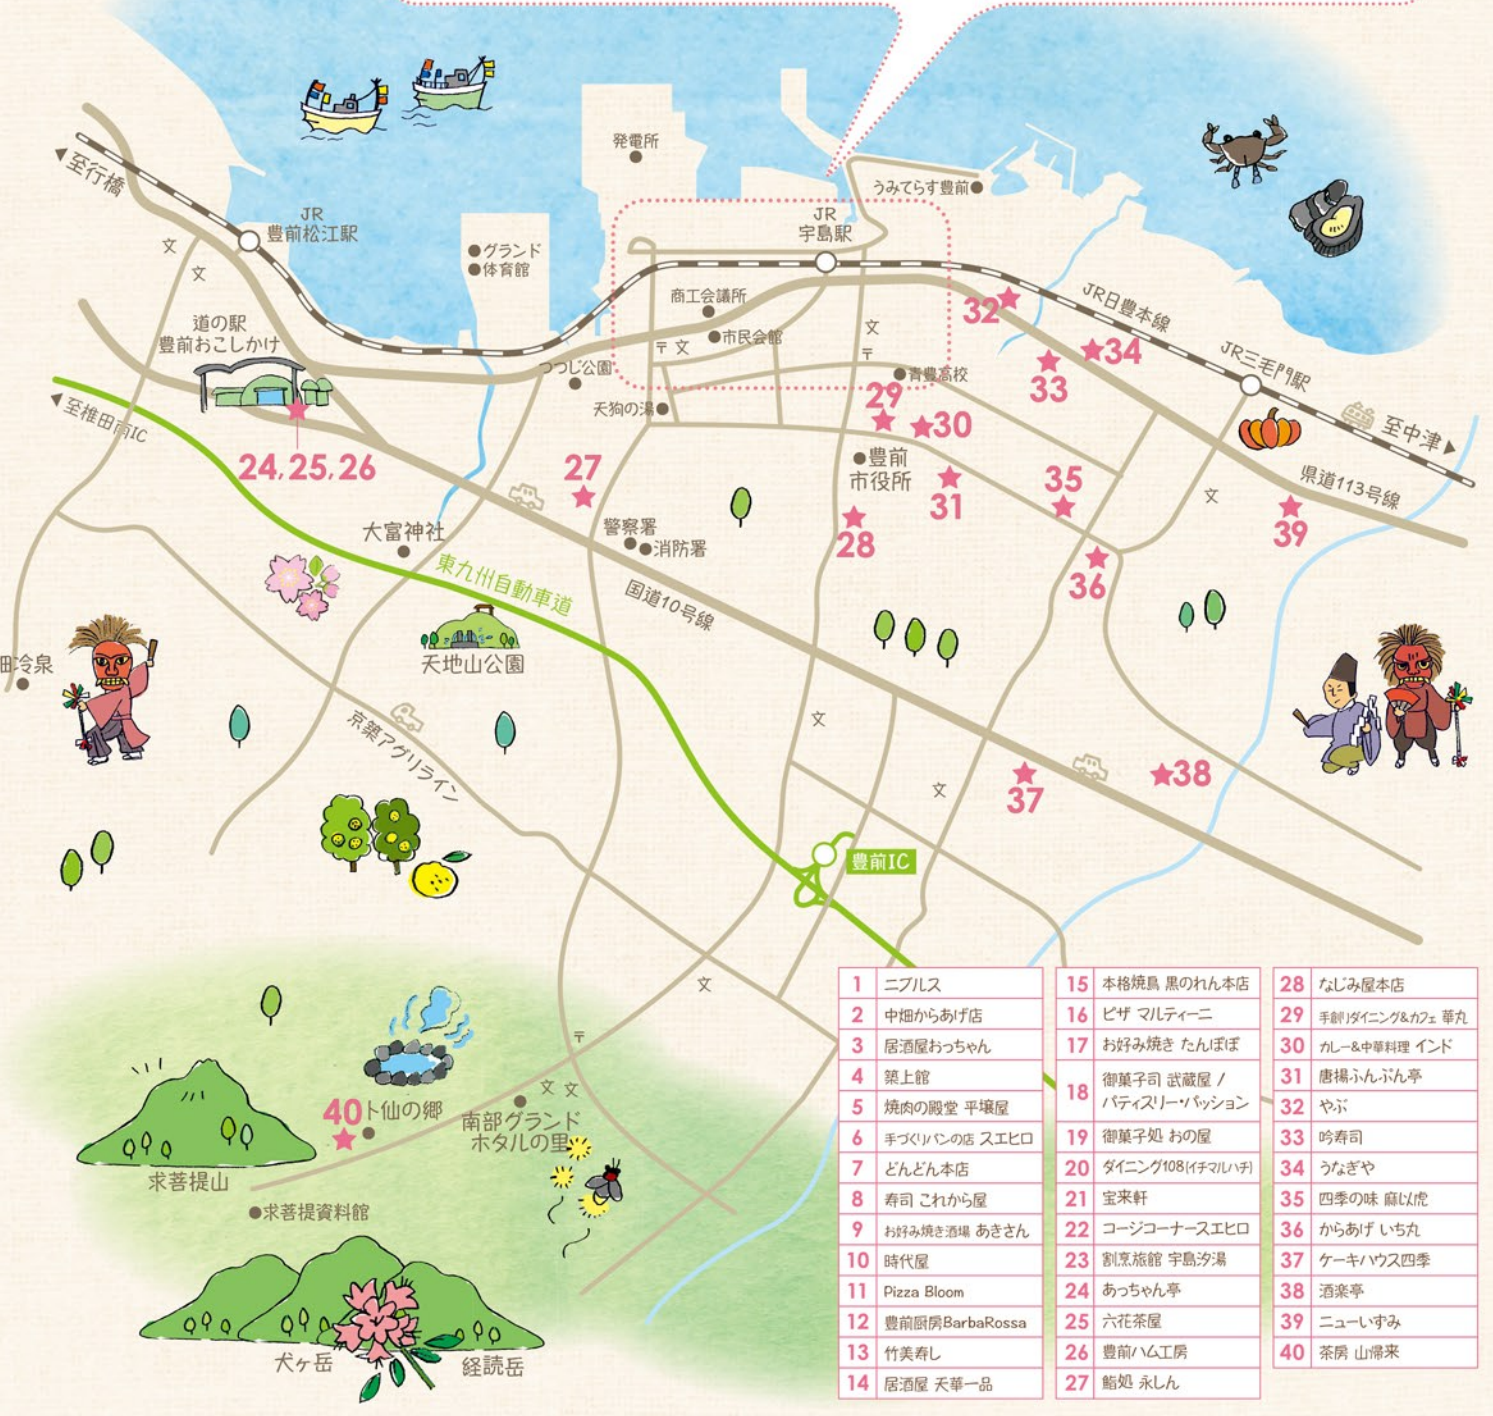 発電所
うみてらす豊前
◀至行橋
JR
豊前松江駅
JR
宇島駅
文
文
グランド
体育館
商工会議所
市民会館
文
〒
〒 文
32
JR日豊本線
道の駅
豊前おこしかけ
34
33
JR三毛門駅
つつじ公園
青豊高校
天狗の湯
29
30
◀至椎田南IC
至中津▶
24, 25, 26
27
豊前
市役所
31
35
県道113号線
文
39
28
警察署
消防署
大富神社
36
東九州自動車道
国道10号線
天地山公園
田冷泉
京築アグリライン
文
文
37
38
豊前IC
文
〒
文 文
40
卜仙の郷
南部グランド
ホタルの里
求菩提山
求菩提資料館
犬ヶ岳
経読岳
1 ニブルス
2 中畑からあげ店
3 居酒屋おっちゃん
4 築上館
5 焼肉の殿堂 平壌屋
6 手づくりパンの店 スエヒロ
7 どんどん本店
8 寿司 これから屋
9 お好み焼き酒場 あきさん
10 時代屋
11 Pizza Bloom
12 豊前厨房BarbaRossa
13 竹美寿し
14 居酒屋 天華一品
15 本格焼鳥 黒のれん本店
16 ピザ マルティーニ
17 お好み焼き たんぽぽ
18 御菓子司 武蔵屋 /
パティスリー・パッション
19 御菓子処 おの屋
20 ダイニング108(イチマルハチ)
21 宝来軒
22 コージコーナースエヒロ
23 割烹旅館 宇島汐湯
24 あっちゃん亭
25 六花茶屋
26 豊前ハム工房
27 鮨処 永しん
28 なじみ屋本店
29 手創りダイニング&カフェ 華丸
30 カレー&中華料理 インド
31 唐揚ふんぷん亭
32 やぶ
33 吟寿司
34 うなぎや
35 四季の味 麻以虎
36 からあげ いち丸
37 ケーキハウス四季
38 酒楽亭
39 ニューいずみ
40 茶房 山帰来